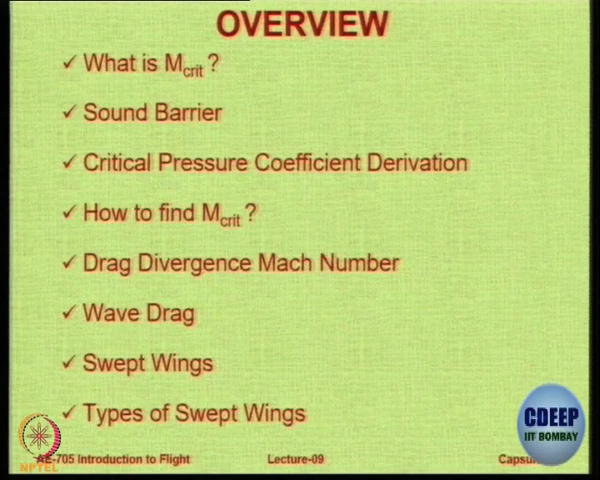 OVERVIEW
✓ What is Mcrit ?
✓ Sound Barrier
✓ Critical Pressure Coefficient Derivation
✓ How to find Mcrit ?
✓ Drag Divergence Mach Number
✓ Wave Drag
✓ Swept Wings
✓ Types of Swept Wings
CDEEP
IIT BOMBAY
AE-705 Introduction to Flight Lecture-09
NPTEL